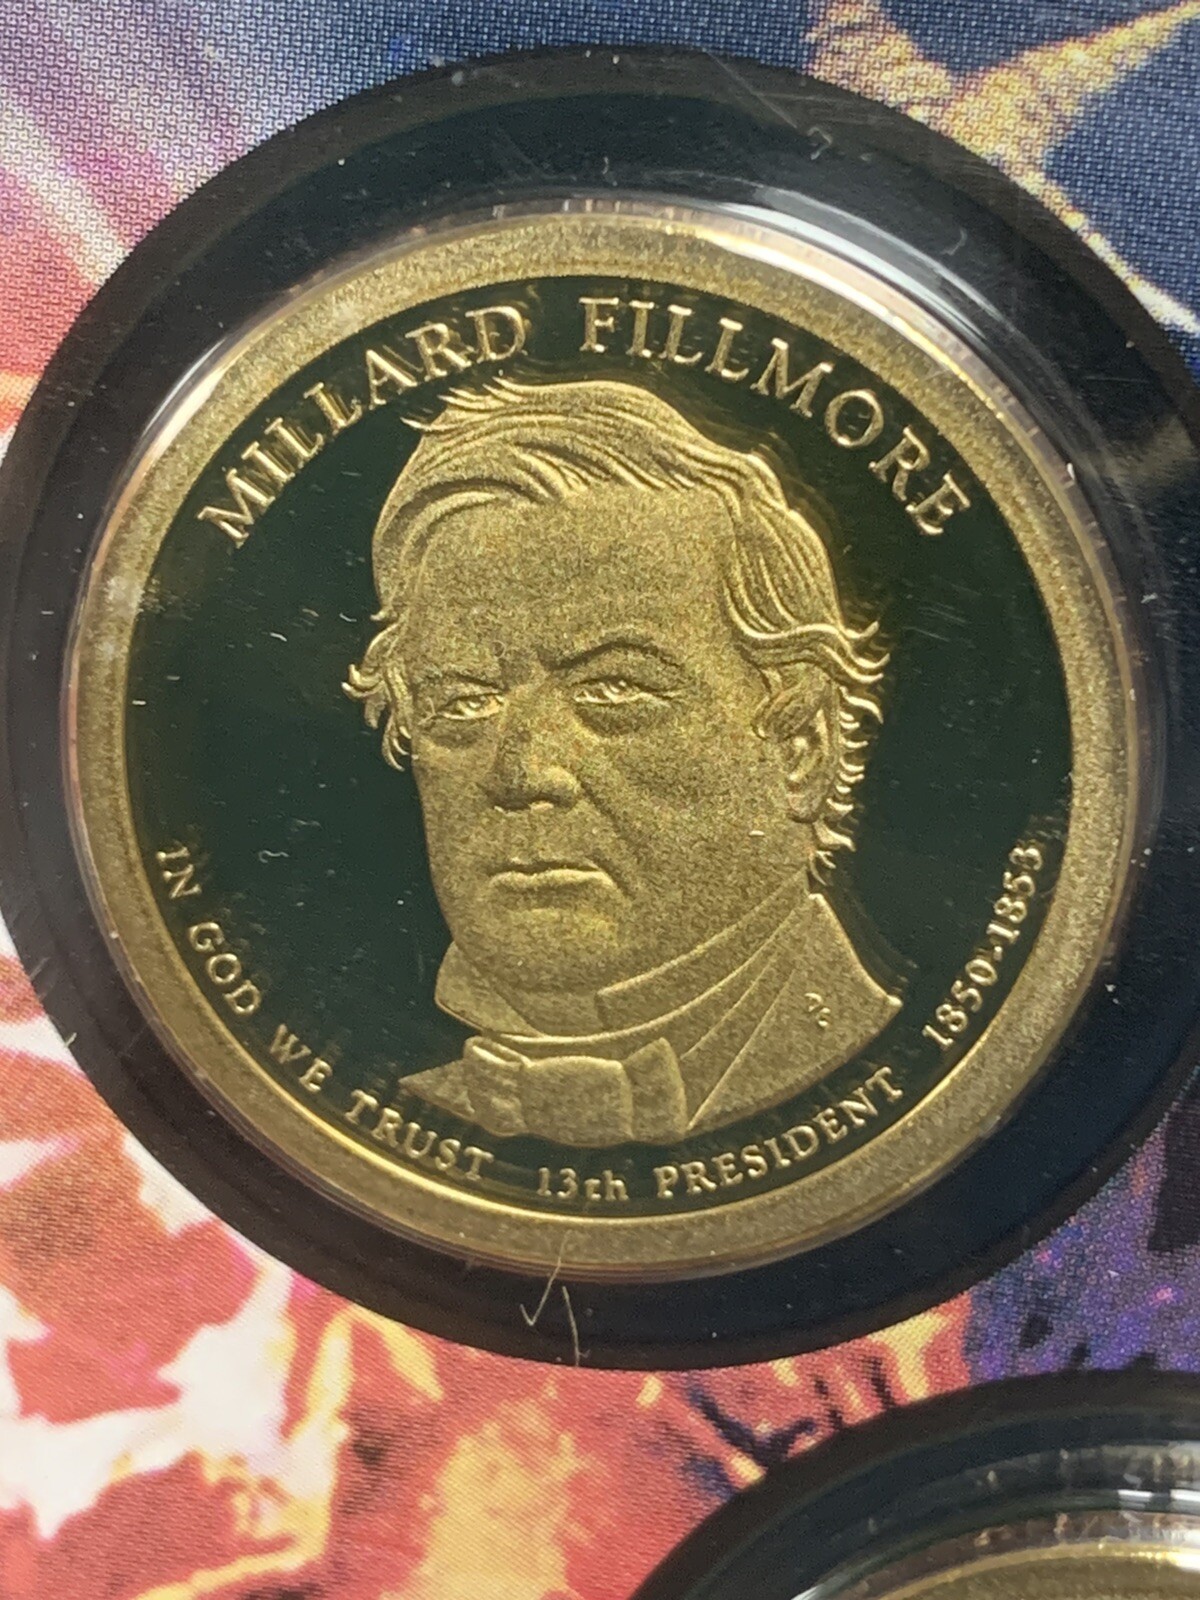 MILLARD FILLMORE
IN GOD WE TRUST
13th PRESIDENT
1850-1853